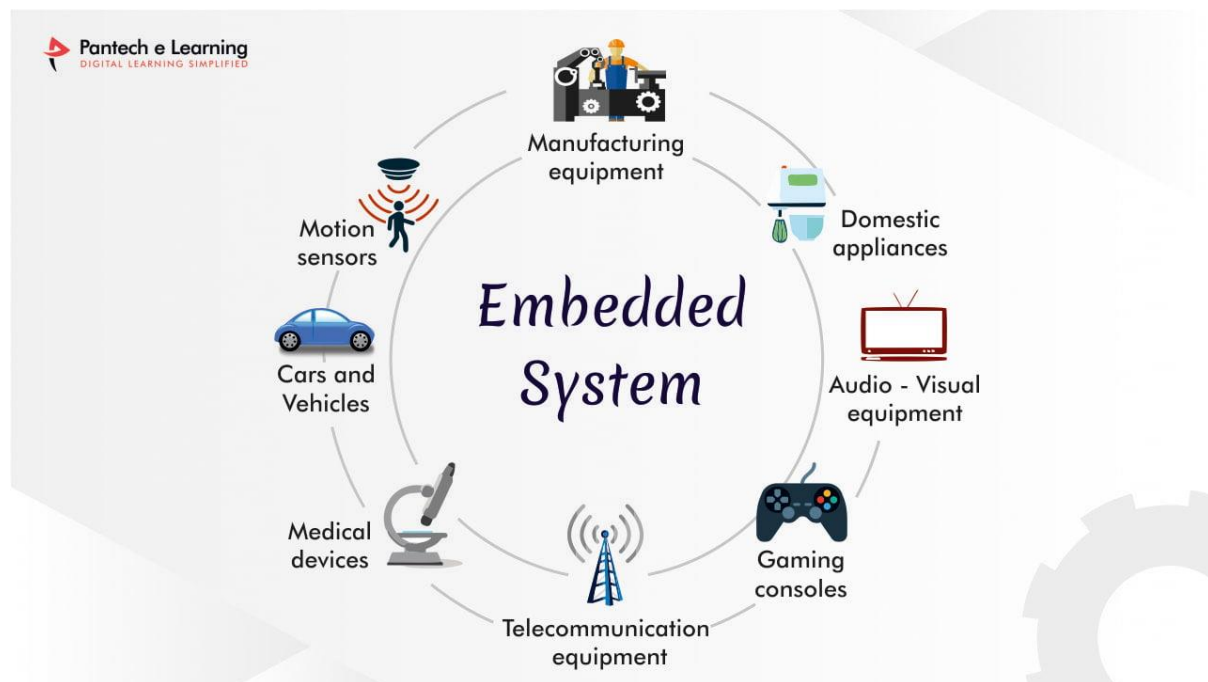 Pantech e Learning
DIGITAL LEARNING SIMPLIFIED
Manufacturing
equipment
Domestic
appliances
Audio - Visual
equipment
Gaming
consoles
Telecommunication
equipment
Medical
devices
Cars and
Vehicles
Motion
sensors
Embedded
System